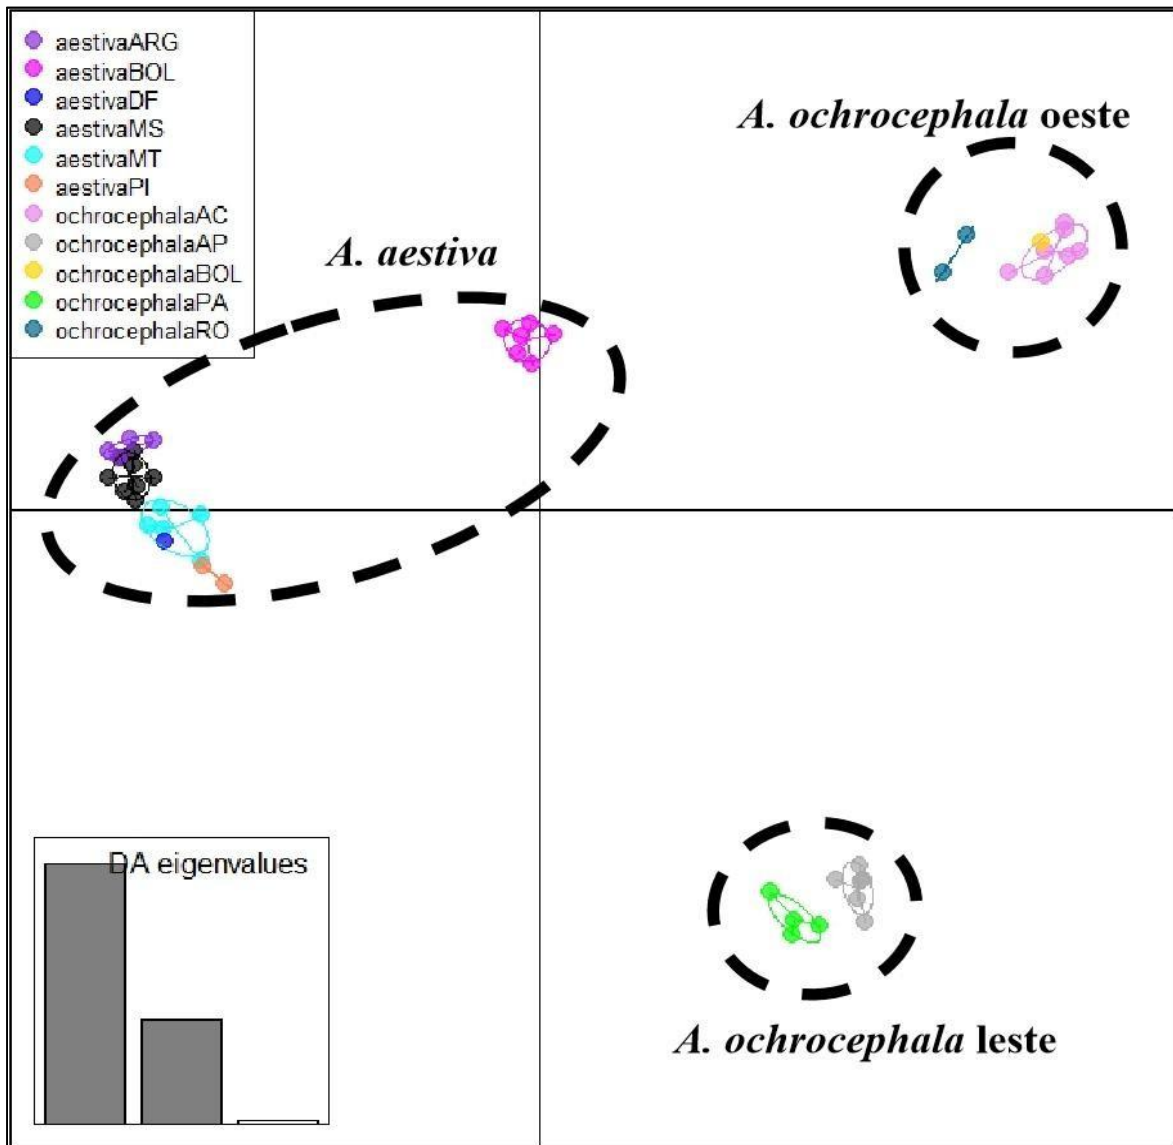 aestivaARG
aestivaBOL
aestivaDF
aestivaMS
aestivaMT
aestivaPI
ochrocephalaAC
ochrocephalaAP
ochrocephalaBOL
ochrocephalaPA
ochrocephalaRO
A. ochrocephala oeste
A. aestiva
DA eigenvalues
A. ochrocephala leste